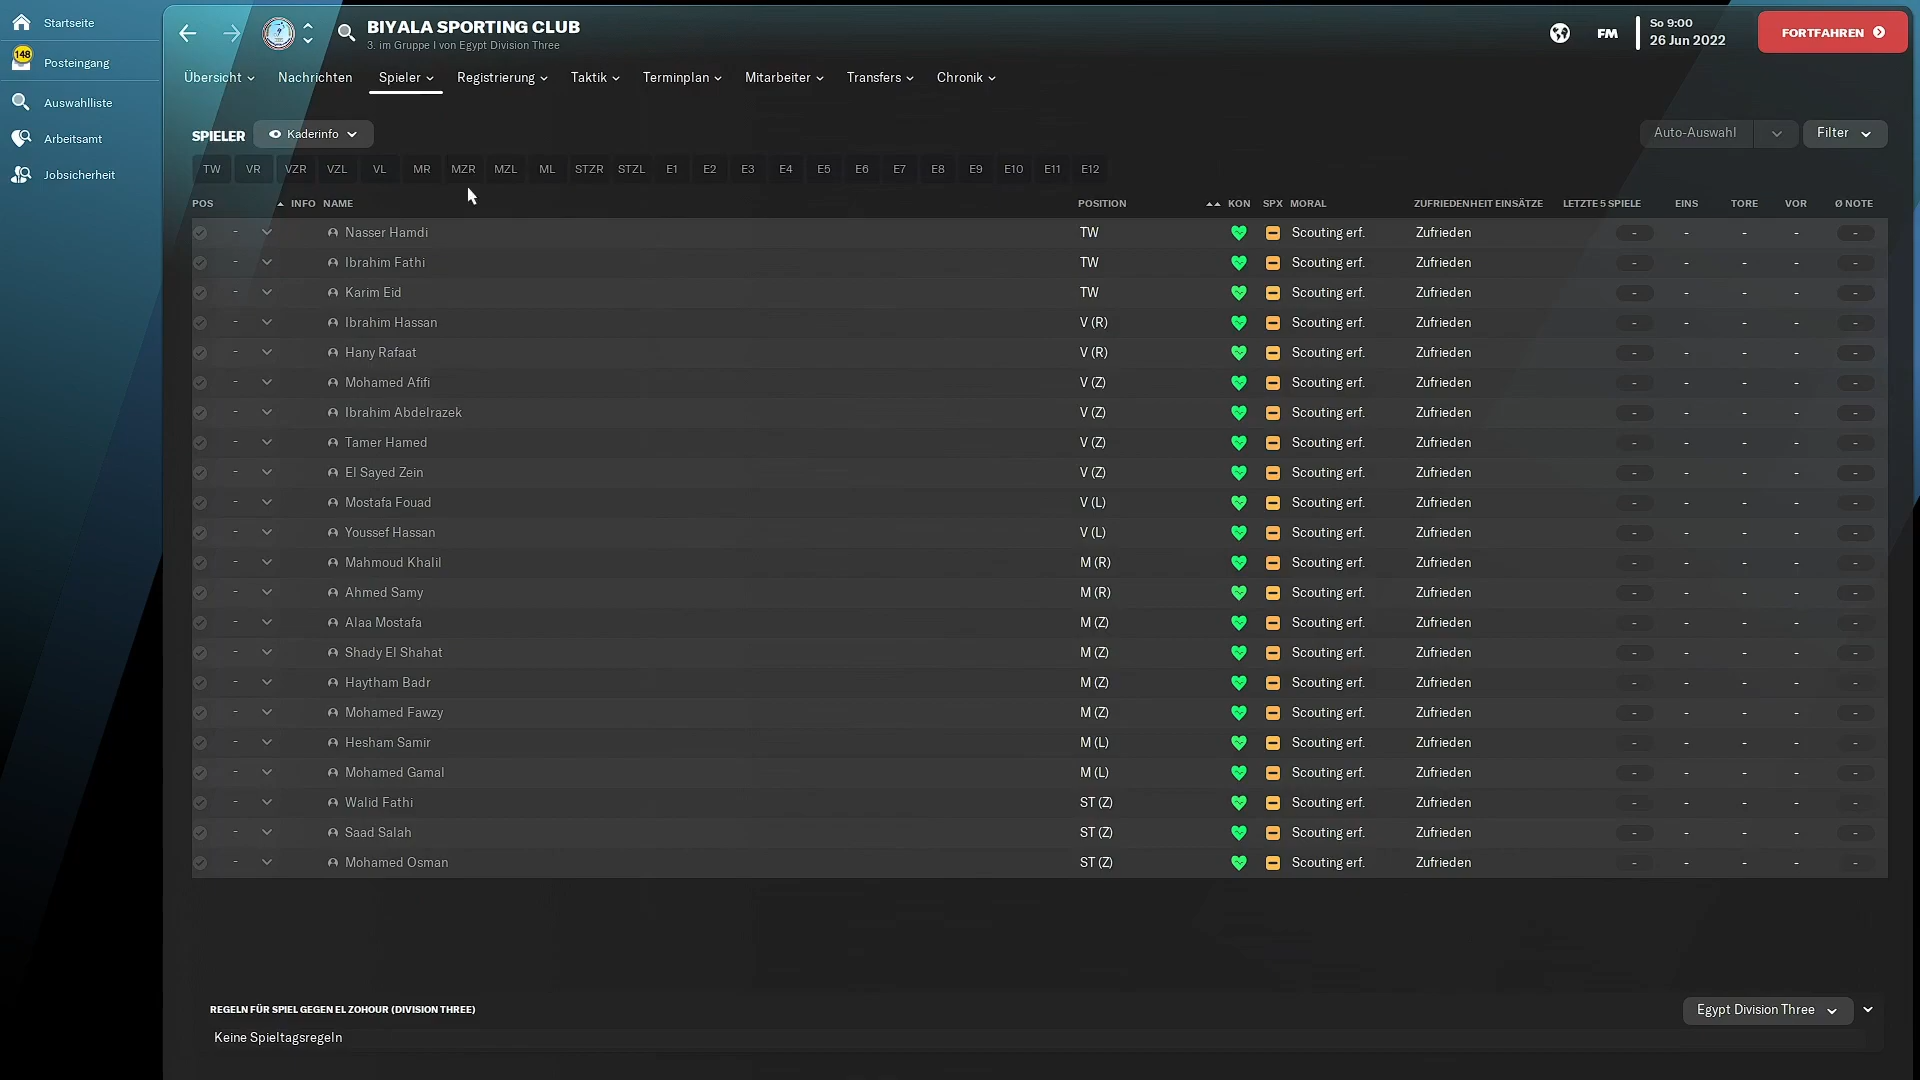 Startseite
148
Posteingang
Auswahlliste
Arbeitsamt
Jobsicherheit
BIYALA SPORTING CLUB
3. im Gruppe I von Egypt Division Three
FM
So 9:00
26 Jun 2022
FORTFAHREN
Übersicht Nachrichten Spieler Registrierung Taktik Terminplan Mitarbeiter Transfers Chronik
SPIELER Kaderinfo Auto-Auswahl Filter
TW VR VZR VZL VL MR MZR MZL ML STZR STZL E1 E2 E3 E4 E5 E6 E7 E8 E9 E10 E11 E12
POS INFO NAME POSITION KON SPX MORAL ZUFRIEDENHEIT EINSÄTZE LETZTE 5 SPIELE EINS TORE VOR Ø NOTE
- Nasser Hamdi TW Scouting erf. Zufrieden - - - - -
- Ibrahim Fathi TW Scouting erf. Zufrieden - - - - -
- Karim Eid TW Scouting erf. Zufrieden - - - - -
- Ibrahim Hassan V (R) Scouting erf. Zufrieden - - - - -
- Hany Rafaat V (R) Scouting erf. Zufrieden - - - - -
- Mohamed Afifi V (Z) Scouting erf. Zufrieden - - - - -
- Ibrahim Abdelrazek V (Z) Scouting erf. Zufrieden - - - - -
- Tamer Hamed V (Z) Scouting erf. Zufrieden - - - - -
- El Sayed Zein V (Z) Scouting erf. Zufrieden - - - - -
- Mostafa Fouad V (L) Scouting erf. Zufrieden - - - - -
- Youssef Hassan V (L) Scouting erf. Zufrieden - - - - -
- Mahmoud Khalil M (R) Scouting erf. Zufrieden - - - - -
- Ahmed Samy M (R) Scouting erf. Zufrieden - - - - -
- Alaa Mostafa M (Z) Scouting erf. Zufrieden - - - - -
- Shady El Shahat M (Z) Scouting erf. Zufrieden - - - - -
- Haytham Badr M (Z) Scouting erf. Zufrieden - - - - -
- Mohamed Fawzy M (Z) Scouting erf. Zufrieden - - - - -
- Hesham Samir M (L) Scouting erf. Zufrieden - - - - -
- Mohamed Gamal M (L) Scouting erf. Zufrieden - - - - -
- Walid Fathi ST (Z) Scouting erf. Zufrieden - - - - -
- Saad Salah ST (Z) Scouting erf. Zufrieden - - - - -
- Mohamed Osman ST (Z) Scouting erf. Zufrieden - - - - -
REGELN FÜR SPIEL GEGEN EL ZOHOUR (DIVISION THREE) Egypt Division Three
Keine Spieltagsregeln